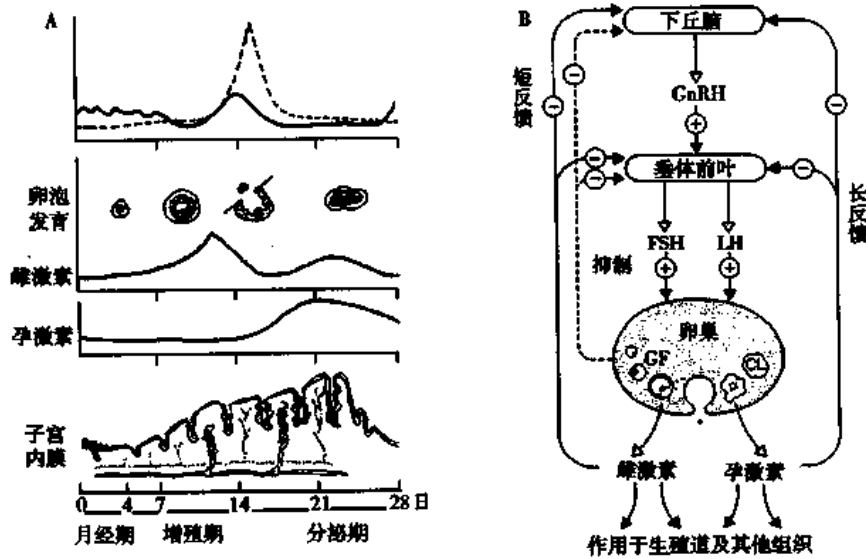 A
卵泡
发育
雌激素
孕激素
子宫
内膜
0 4 7 14 21 28日
月经期 增殖期 分泌期
B
下丘脑
短反馈
GnRH
垂体前叶
长反馈
FSH LH
抑制
卵巢
GF
CL
雌激素 孕激素
作用于生殖道及其他组织